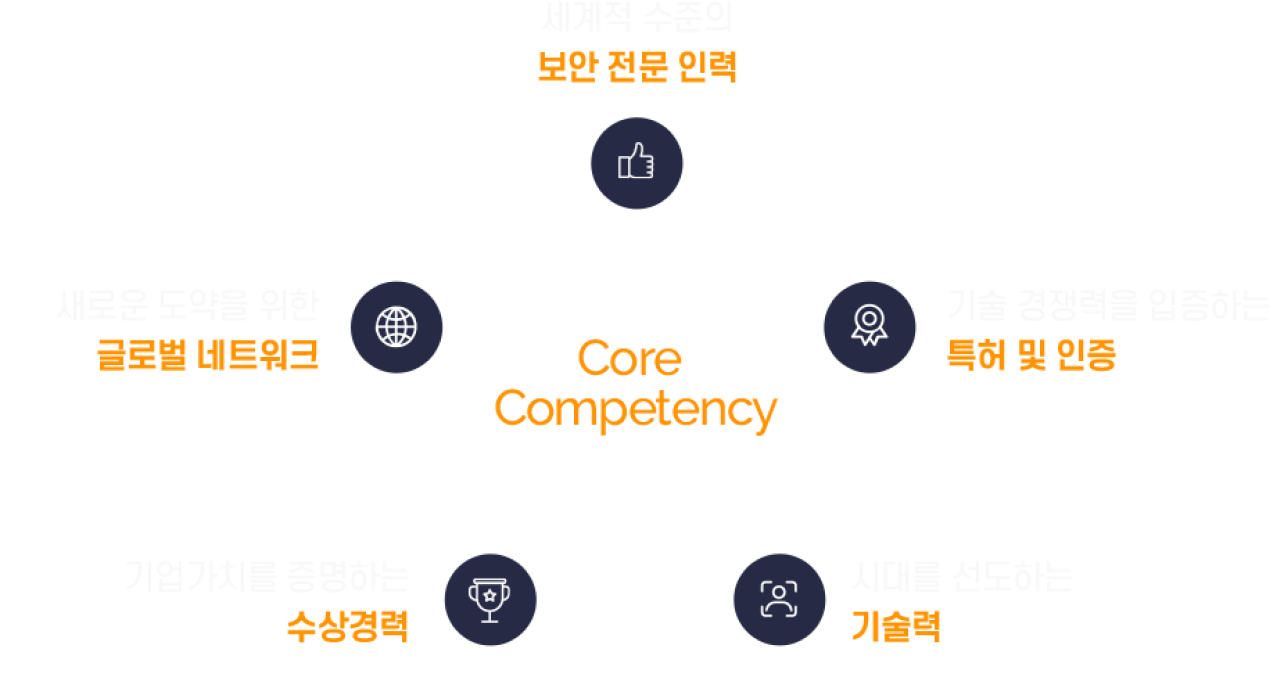 세계적 수준의
보안 전문 인력
새로운 도약을 위한
글로벌 네트워크
기술 경쟁력을 입증하는
특허 및 인증
Core
Competency
기업가치를 증명하는
수상경력
시대를 선도하는
기술력